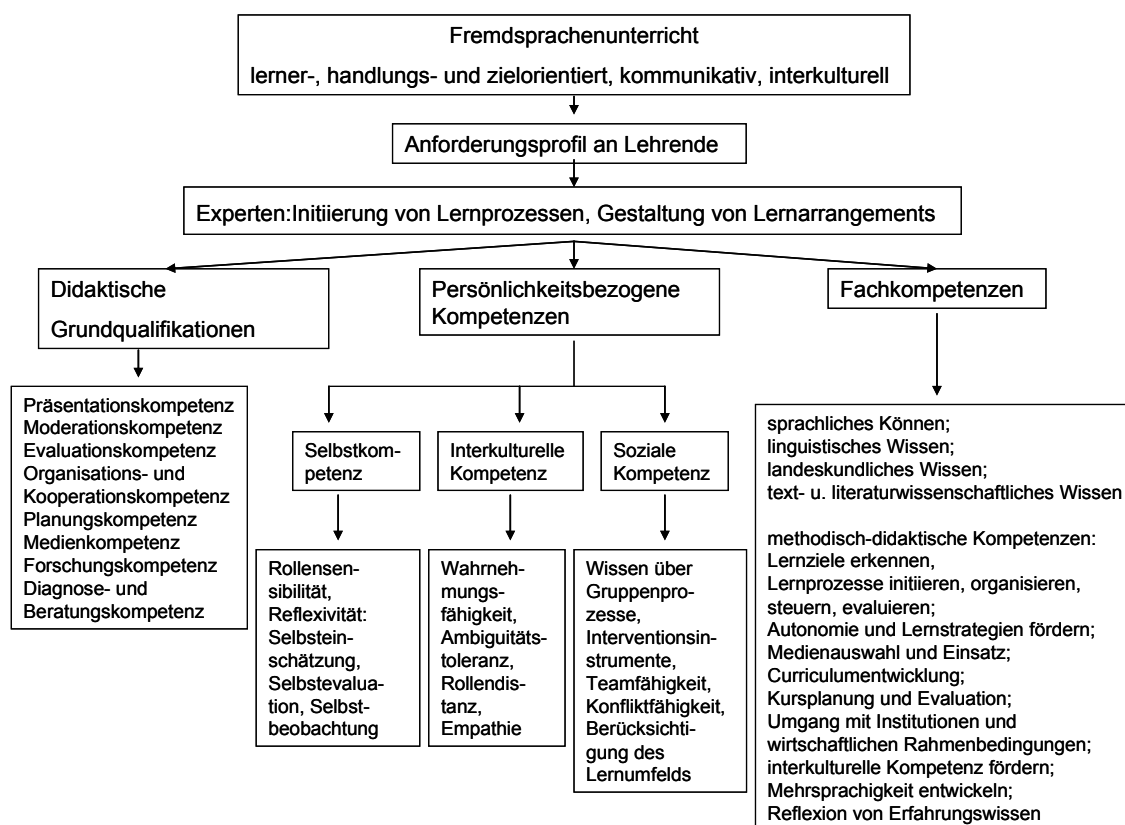 Fremdsprachenunterricht
lerner-, handlungs- und zielorientiert, kommunikativ, interkulturell
Anforderungsprofil an Lehrende
Experten:Initiierung von Lernprozessen, Gestaltung von Lernarrangements
Didaktische
Grundqualifikationen
Persönlichkeitsbezogene
Kompetenzen
Fachkompetenzen
Präsentationskompetenz
Moderationskompetenz
Evaluationskompetenz
Organisations- und
Kooperationskompetenz
Planungskompetenz
Medienkompetenz
Forschungskompetenz
Diagnose- und
Beratungskompetenz
Selbstkom-
petenz
Interkulturelle
Kompetenz
Soziale
Kompetenz
Rollensen-
sibilität,
Reflexivität:
Selbstein-
schätzung,
Selbstevalua-
tion, Selbst-
beobachtung
Wahrneh-
mungs-
fähigkeit,
Ambiguitäts-
toleranz,
Rollendis-
tanz,
Empathie
Wissen über
Gruppenpro-
zesse,
Interventionsin-
strumente,
Teamfähigkeit,
Konfliktfähigkeit,
Berücksichti-
gung des
Lernumfelds
sprachliches Können;
linguistisches Wissen;
landeskundliches Wissen;
text- u. literaturwissenschaftliches Wissen
methodisch-didaktische Kompetenzen:
Lernziele erkennen,
Lernprozesse initiieren, organisieren,
steuern, evaluieren;
Autonomie und Lernstrategien fördern;
Medienauswahl und Einsatz;
Curriculumentwicklung;
Kursplanung und Evaluation;
Umgang mit Institutionen und
wirtschaftlichen Rahmenbedingungen;
interkulturelle Kompetenz fördern;
Mehrsprachigkeit entwickeln;
Reflexion von Erfahrungswissen